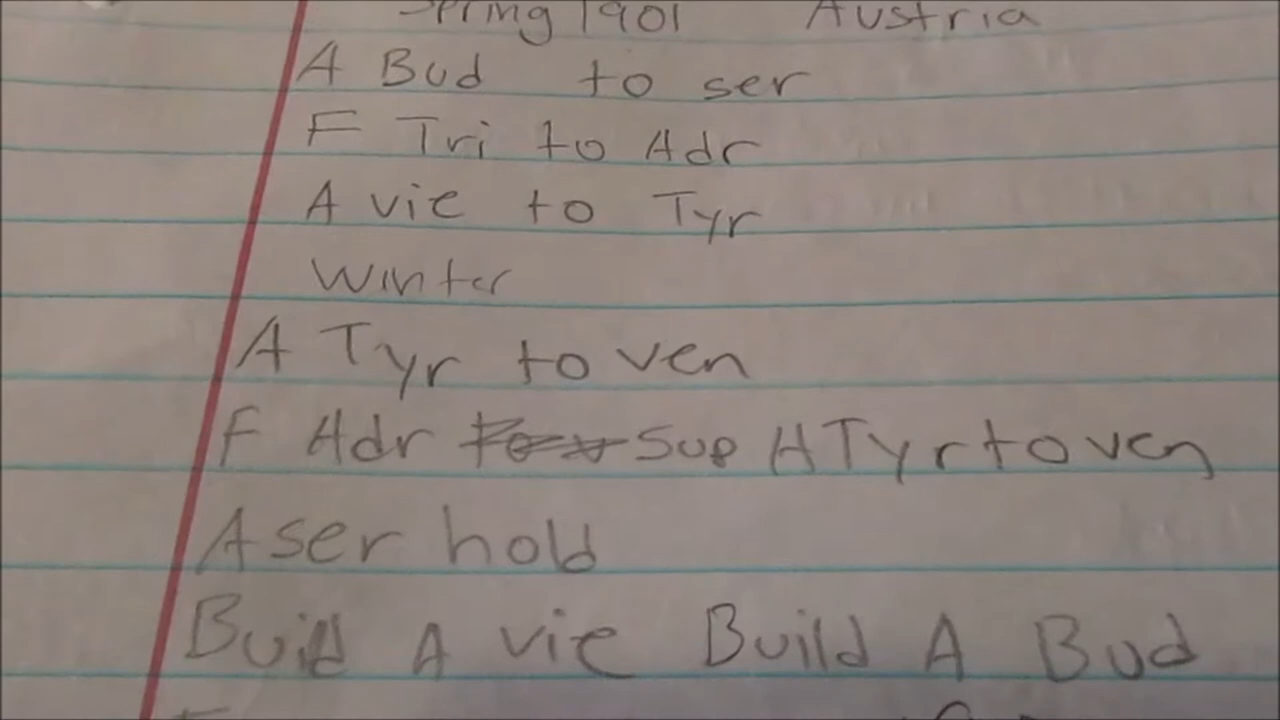 Spring 1901 Austria
A Bud to ser
F Tri to Adr
A vie to Tyr
Winter
A Tyr to ven
F Adr Sup A Tyr to ven
A ser hold
Build A vie Build A Bud